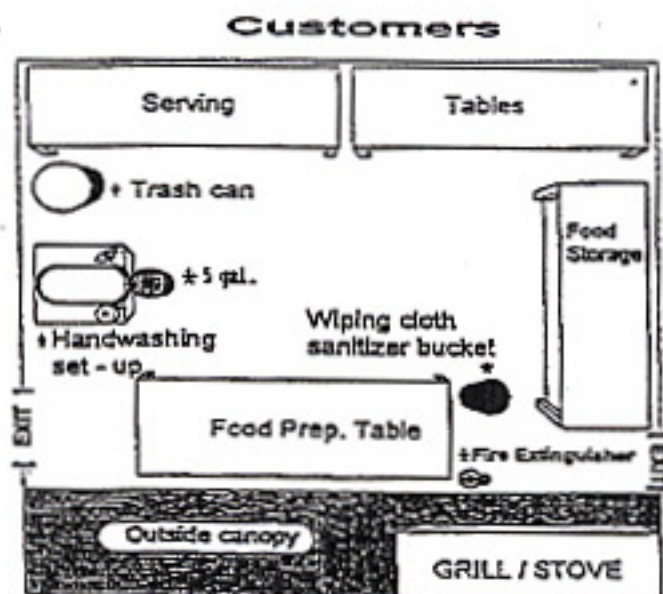 Customers
Serving
Tables
* Trash can
* 5 gal.
* Handwashing
set - up
Food
Storage
Wiping cloth
sanitizer bucket
*
EXIT
Food Prep. Table
* Fire Extinguisher
Outside canopy
GRILL / STOVE